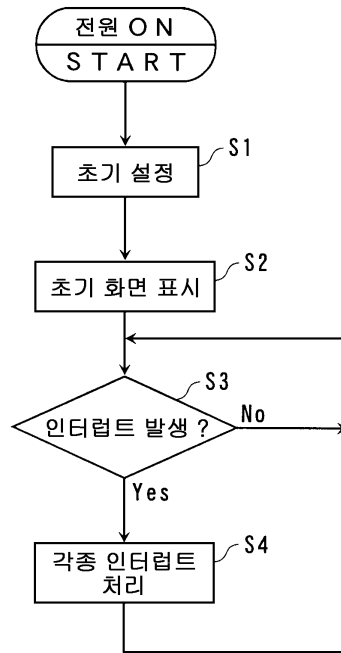 전원 ON
START
S1
초기 설정
S2
초기 화면 표시
S3
인터럽트 발생 ?
No
Yes
S4
각종 인터럽트
처리